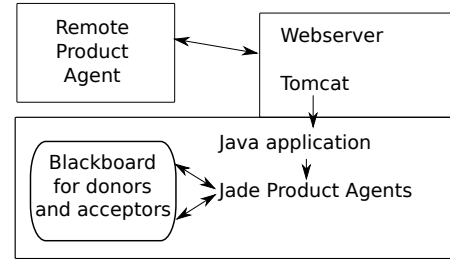 Remote
Product
Agent
Webserver
Tomcat
Java application
Jade Product Agents
Blackboard
for donors
and acceptors